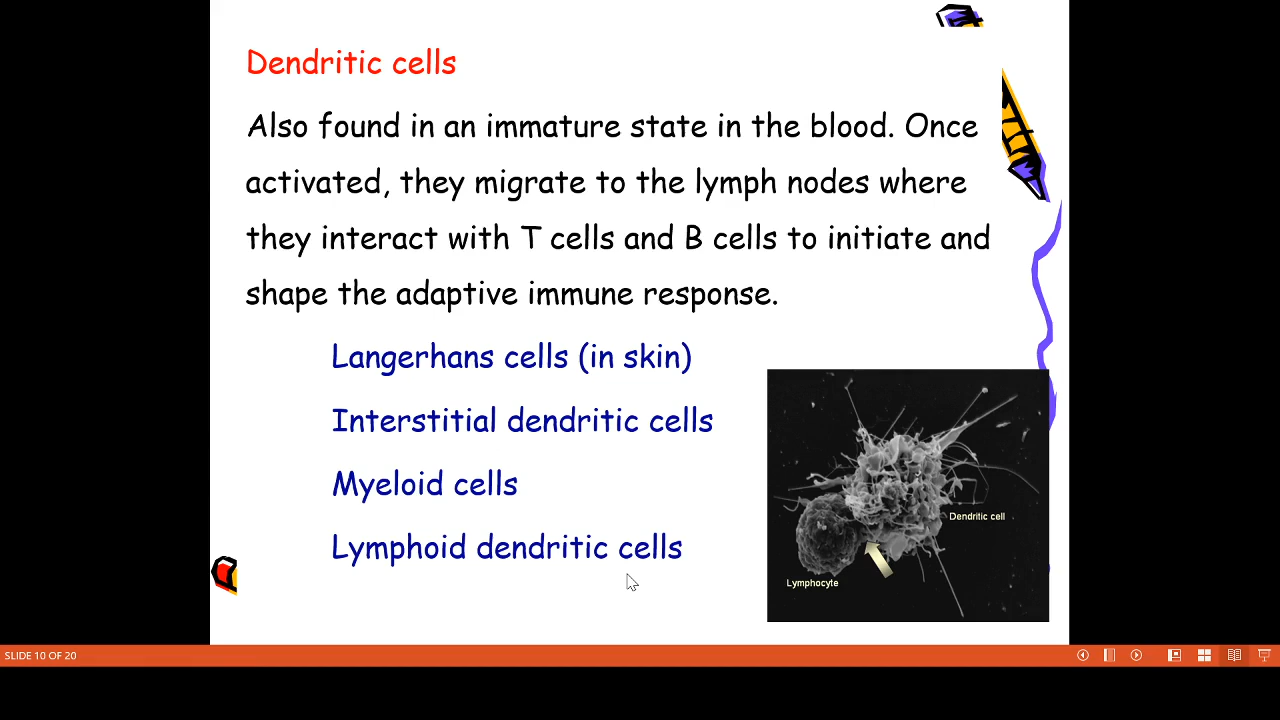 Dendritic cells
Also found in an immature state in the blood. Once
activated, they migrate to the lymph nodes where
they interact with T cells and B cells to initiate and
shape the adaptive immune response.
Langerhans cells (in skin)
Interstitial dendritic cells
Myeloid cells
Lymphoid dendritic cells
Dendritic cell
Lymphocyte
SLIDE 10 OF 20